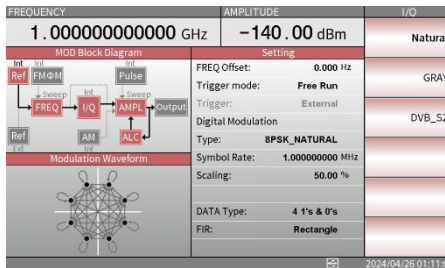 FREQUENCY
AMPLITUDE
I/Q
1.000000000000 GHz
-140.00 dBm
MOD Block Diagram
Int
Int
Ref
FMΦM
Pulse
Sweep
Int
Sweep
FREQ
I/Q
AMPL
Output
Ref
AM
ALC
Ext
Int
Modulation Waveform
Setting
FREQ Offset: 0.000 Hz
Trigger mode: Free Run
Trigger: External
Digital Modulation
Type: 8PSK_NATURAL
Symbol Rate: 1.000000000 MHz
Scaling: 50.00 %
DATA Type: 4 1's & 0's
FIR: Rectangle
Natura
GRAY
DVB_S2
2024/04/26 01:11: